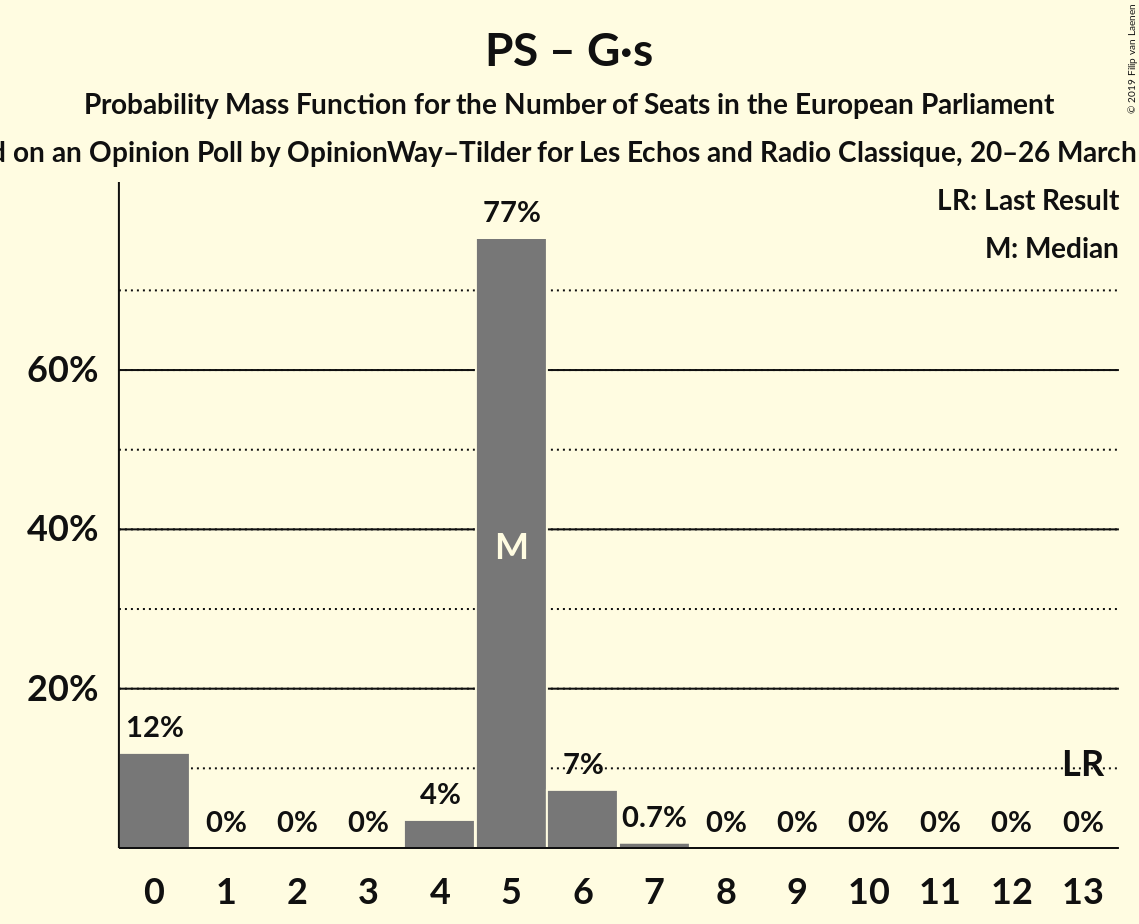 © 2019 Filip van Laenen
PS – G·s
Probability Mass Function for the Number of Seats in the European Parliament
on an Opinion Poll by OpinionWay–Tilder for Les Echos and Radio Classique, 20–26 March
LR: Last Result
M: Median
77%
60%
40%
M
20%
12%
7%
LR
4%
0% 0% 0% 0.7% 0% 0% 0% 0% 0% 0%
0 1 2 3 4 5 6 7 8 9 10 11 12 13